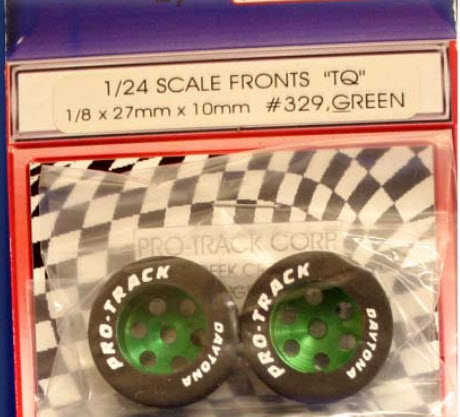 1/24 SCALE FRONTS "TQ"
1/8 x 27mm x 10mm #329, GREEN
PRO-TRACK CORP.
PRO-TRACK
DAYTONA
PRO-TRACK
DAYTONA